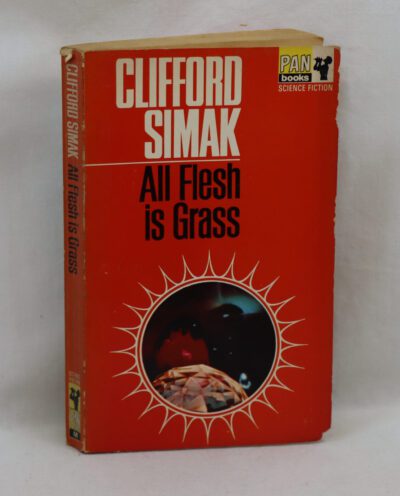 CLIFFORD
SIMAK
All Flesh
is Grass
PAN
books
SCIENCE FICTION
CLIFFORD SIMAK All Flesh is Grass